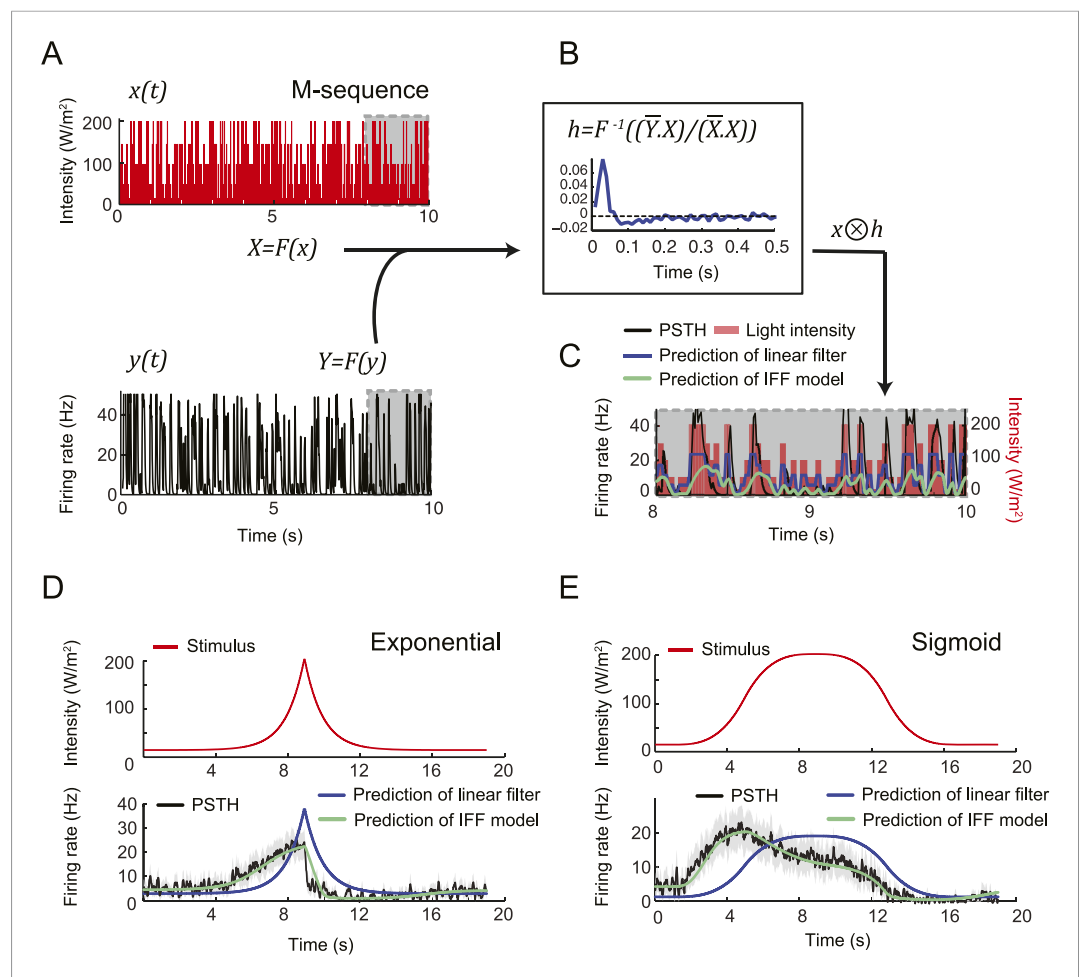 A
x(t)
M-sequence
Intensity (W/m²)
200
100
0
0
5
10
X=F(x)
y(t)
Y=F(y)
Firing rate (Hz)
40
20
0
0
5
10
Time (s)
B
h=F⁻¹((Y̅.X)/(X̅.X))
0.06
0.04
0.02
0
−0.02
0
0.1
0.2
0.3
0.4
0.5
Time (s)
x⊗h
PSTH
Light intensity
Prediction of linear filter
Prediction of IFF model
C
Firing rate (Hz)
40
20
0
200
100
0
Intensity (W/m²)
8
9
10
Time (s)
D
Exponential
Stimulus
Intensity (W/m²)
200
100
0
4
8
12
16
20
PSTH
Prediction of linear filter
Prediction of IFF model
Firing rate (Hz)
40
30
20
10
0
4
8
12
16
20
Time (s)
E
Sigmoid
Stimulus
Intensity (W/m²)
200
100
0
0
4
8
12
16
20
PSTH
Prediction of linear filter
Prediction of IFF model
Firing rate (Hz)
30
20
10
0
0
4
8
12
16
20
Time (s)